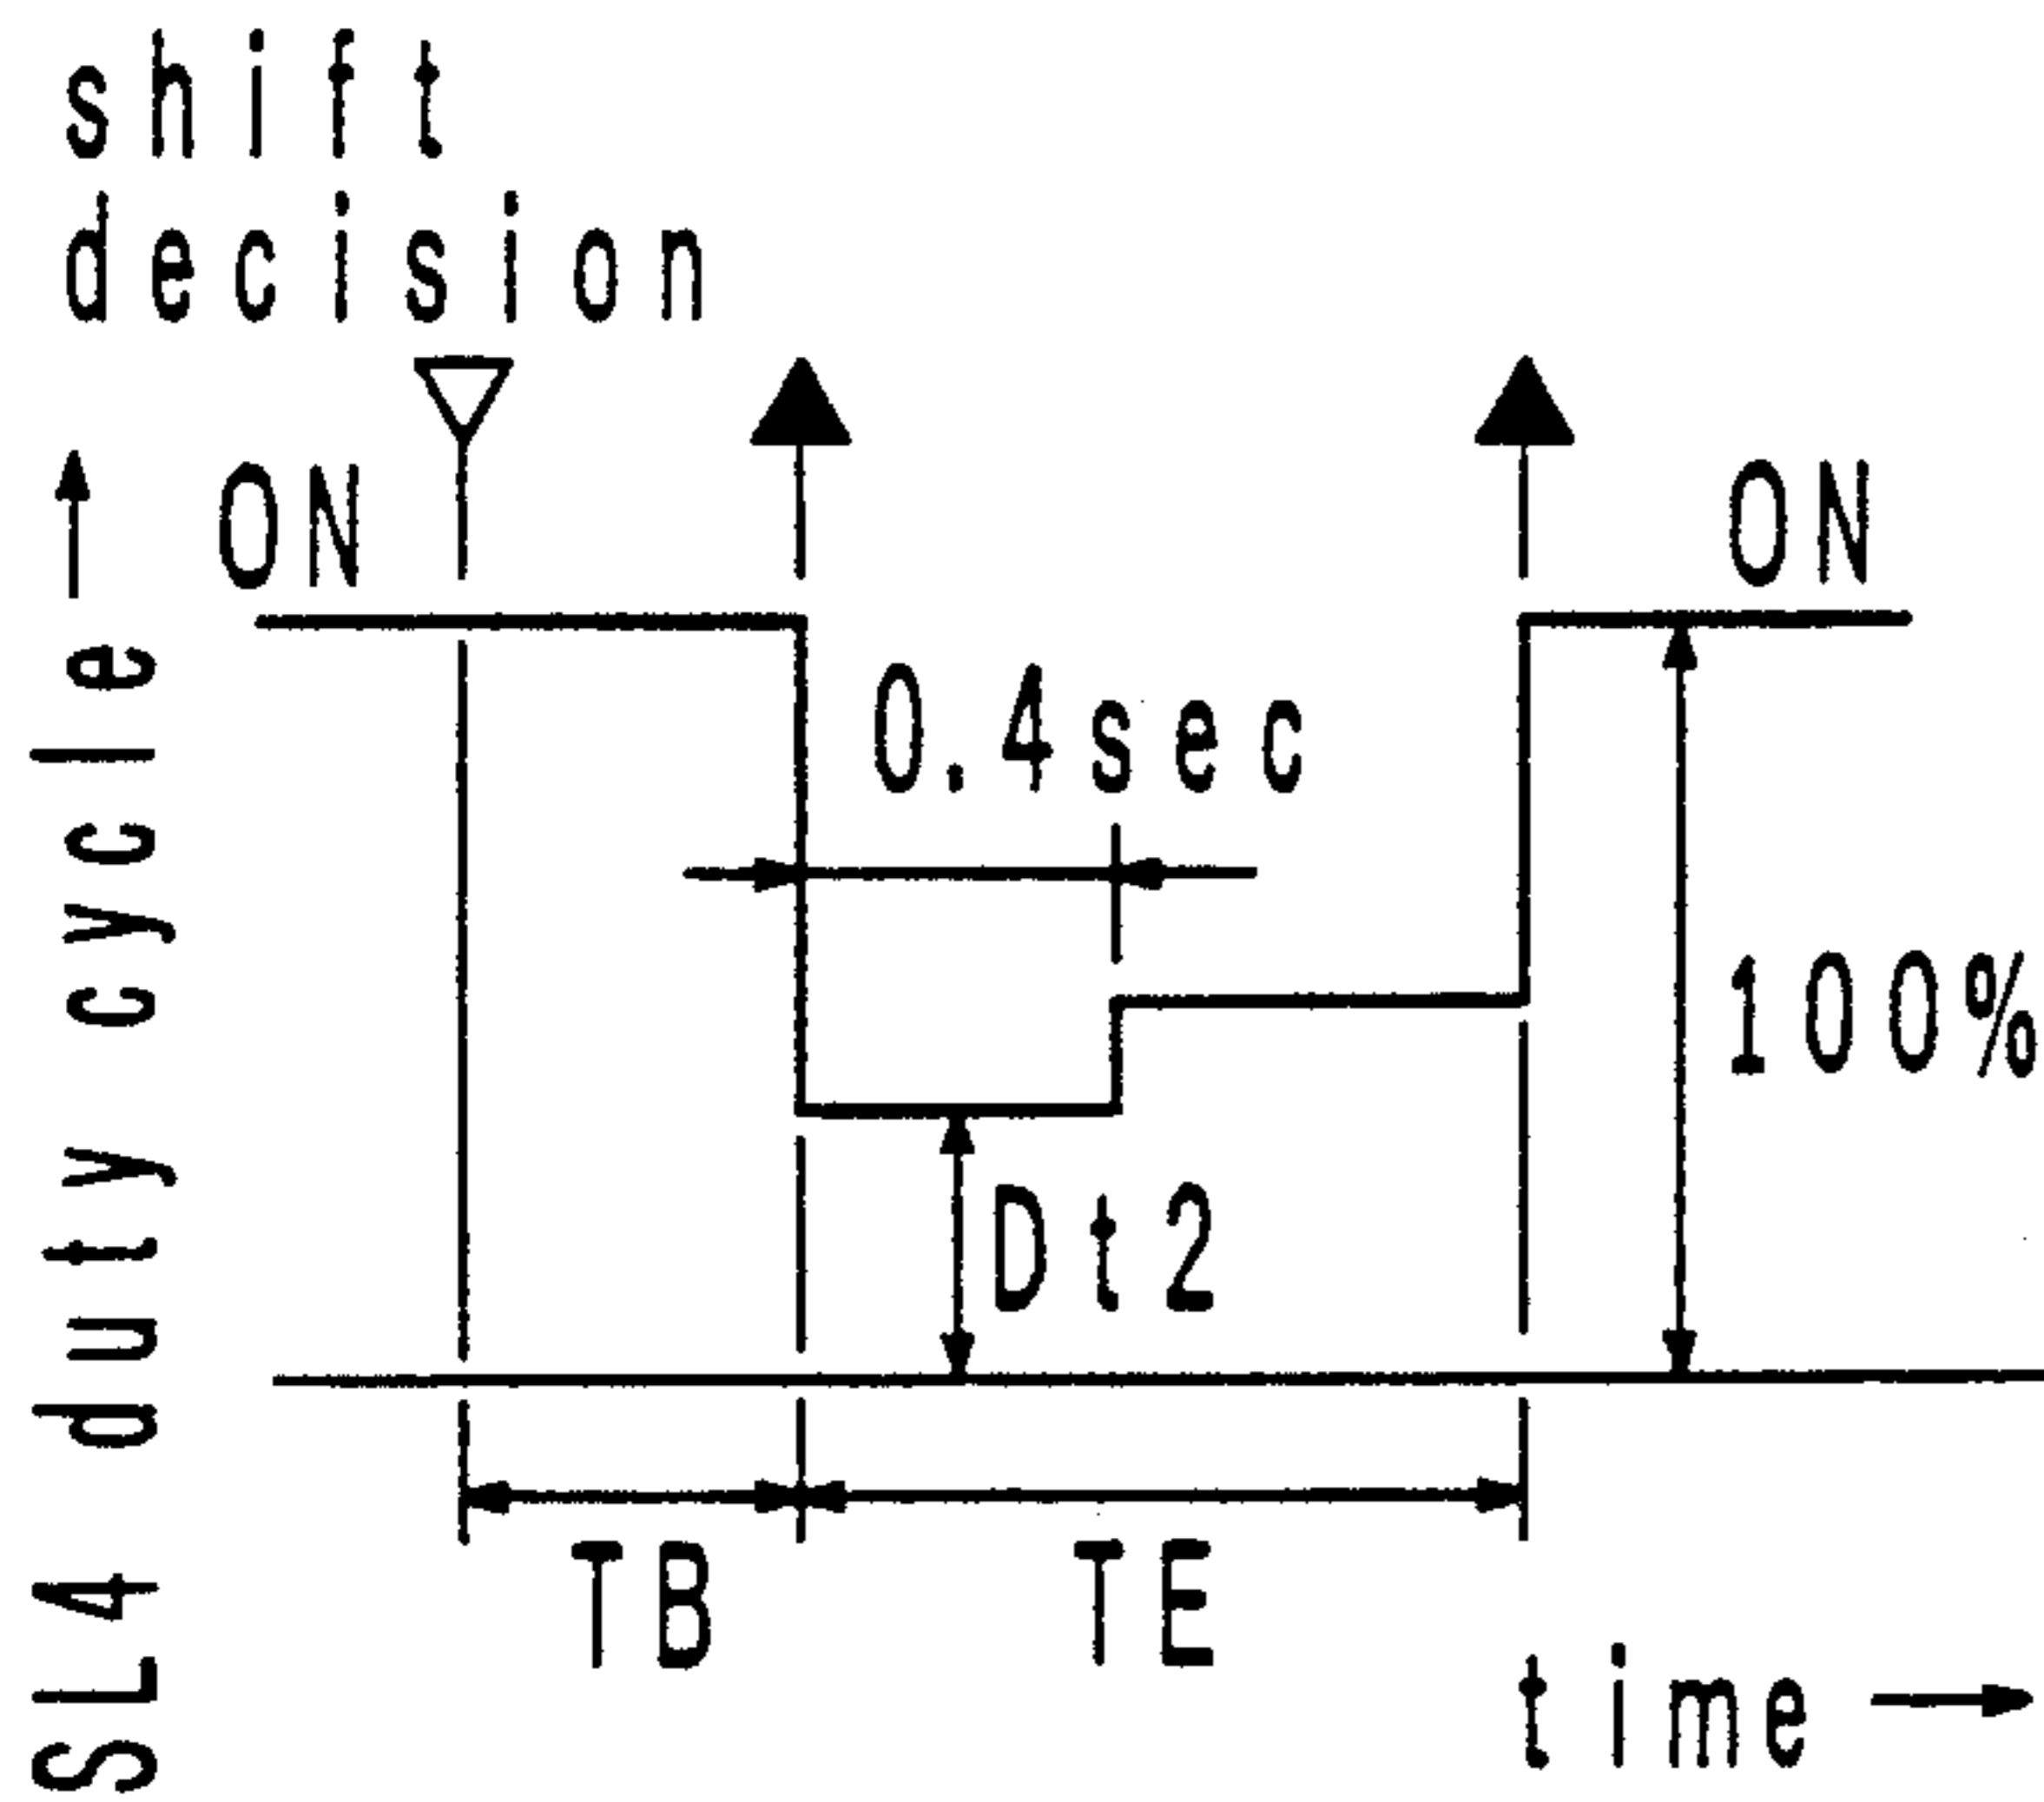 shift
decision
ON
ON
0.4sec
100%
Dt2
TB
TE
time
SL4 duty cycle